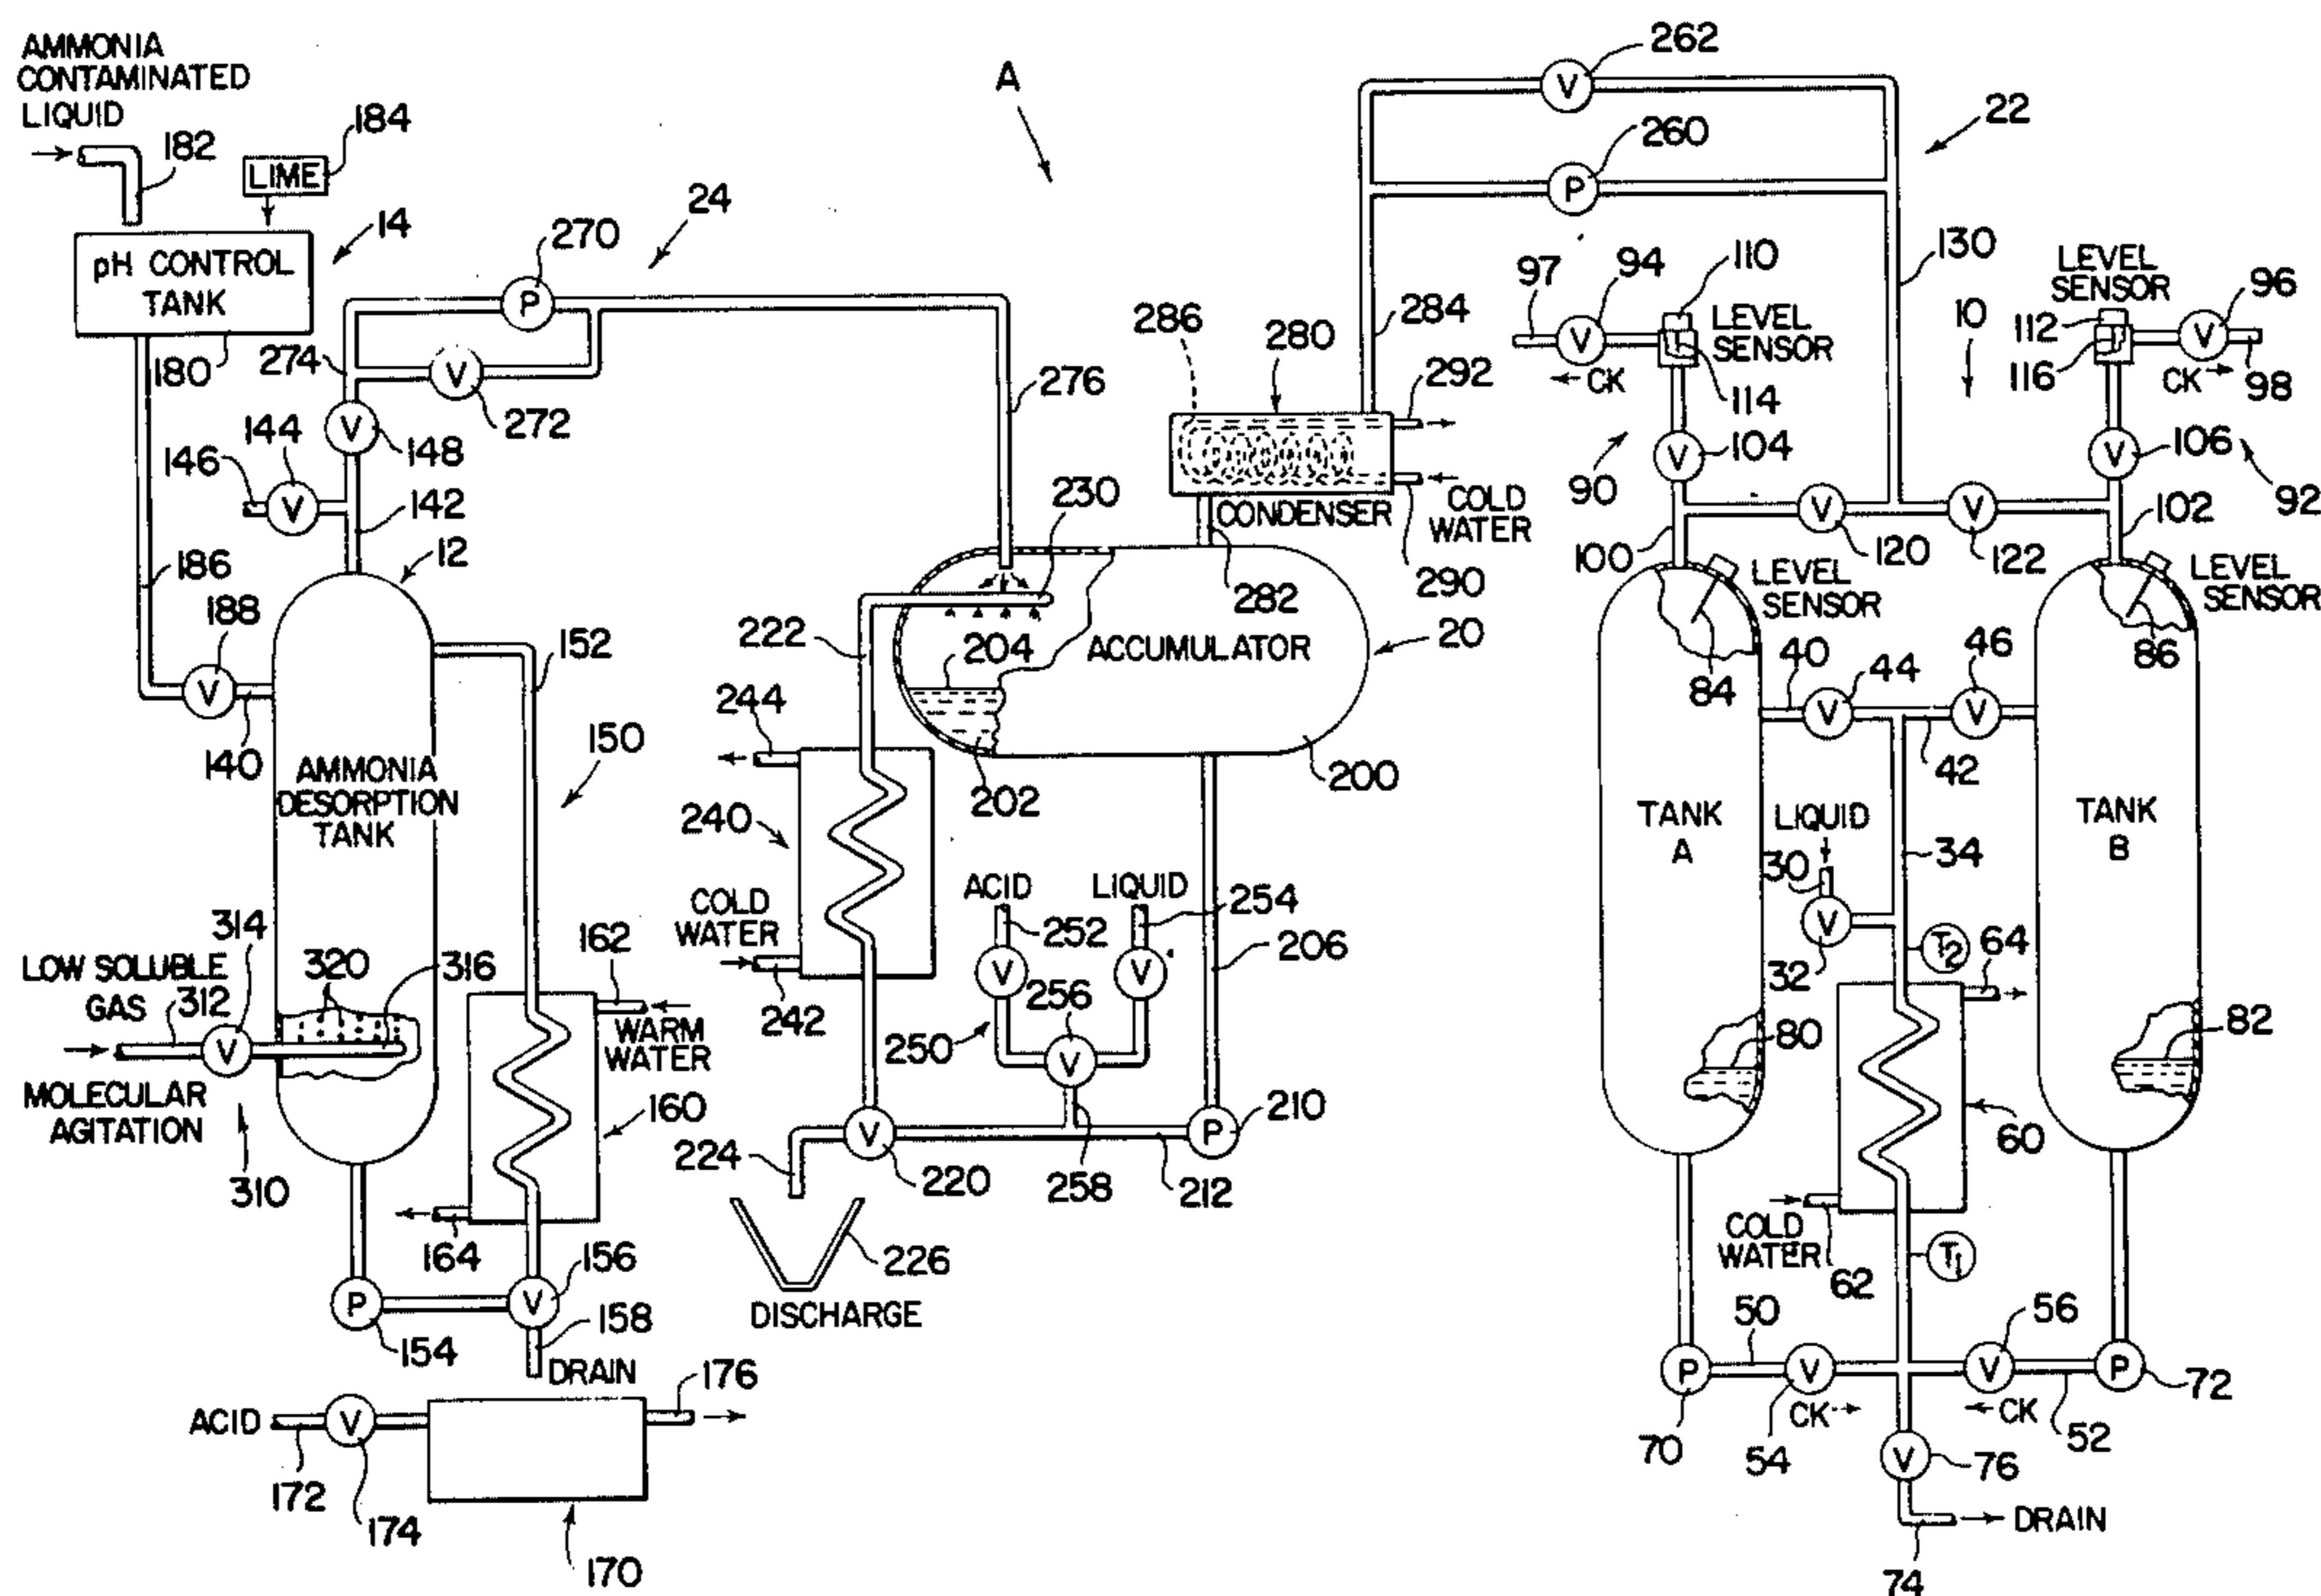 AMMONIA
CONTAMINATED
LIQUID
182
LIME
184
14
pH CONTROL
TANK
180
274
270
24
272
148
144
146
142
12
186
188
140
AMMONIA
DESORPTION
TANK
152
150
LOW SOLUBLE
GAS
312
314
320
316
MOLECULAR
AGITATION
310
162
WARM
WATER
160
164
P
154
V
156
158
DRAIN
ACID
172
V
174
176
170
A
276
286
280
284
292
COLD
WATER
290
CONDENSER
230
282
222
204
ACCUMULATOR
20
202
200
244
240
COLD
WATER
242
ACID
252
LIQUID
254
256
250
206
224
V
220
258
212
P
210
226
DISCHARGE
V
262
P
260
22
130
97
94
110
LEVEL
SENSOR
CK
114
104
90
100
120
122
10
LEVEL
SENSOR
112
116
96
98
CK
106
92
102
LEVEL
SENSOR
84
LEVEL
SENSOR
86
40
44
46
42
TANK
A
TANK
B
LIQUID
30
34
32
T2
64
80
82
60
COLD
WATER
62
T1
50
56
P
70
V
54
CK
CK
52
P
72
V
76
DRAIN
74